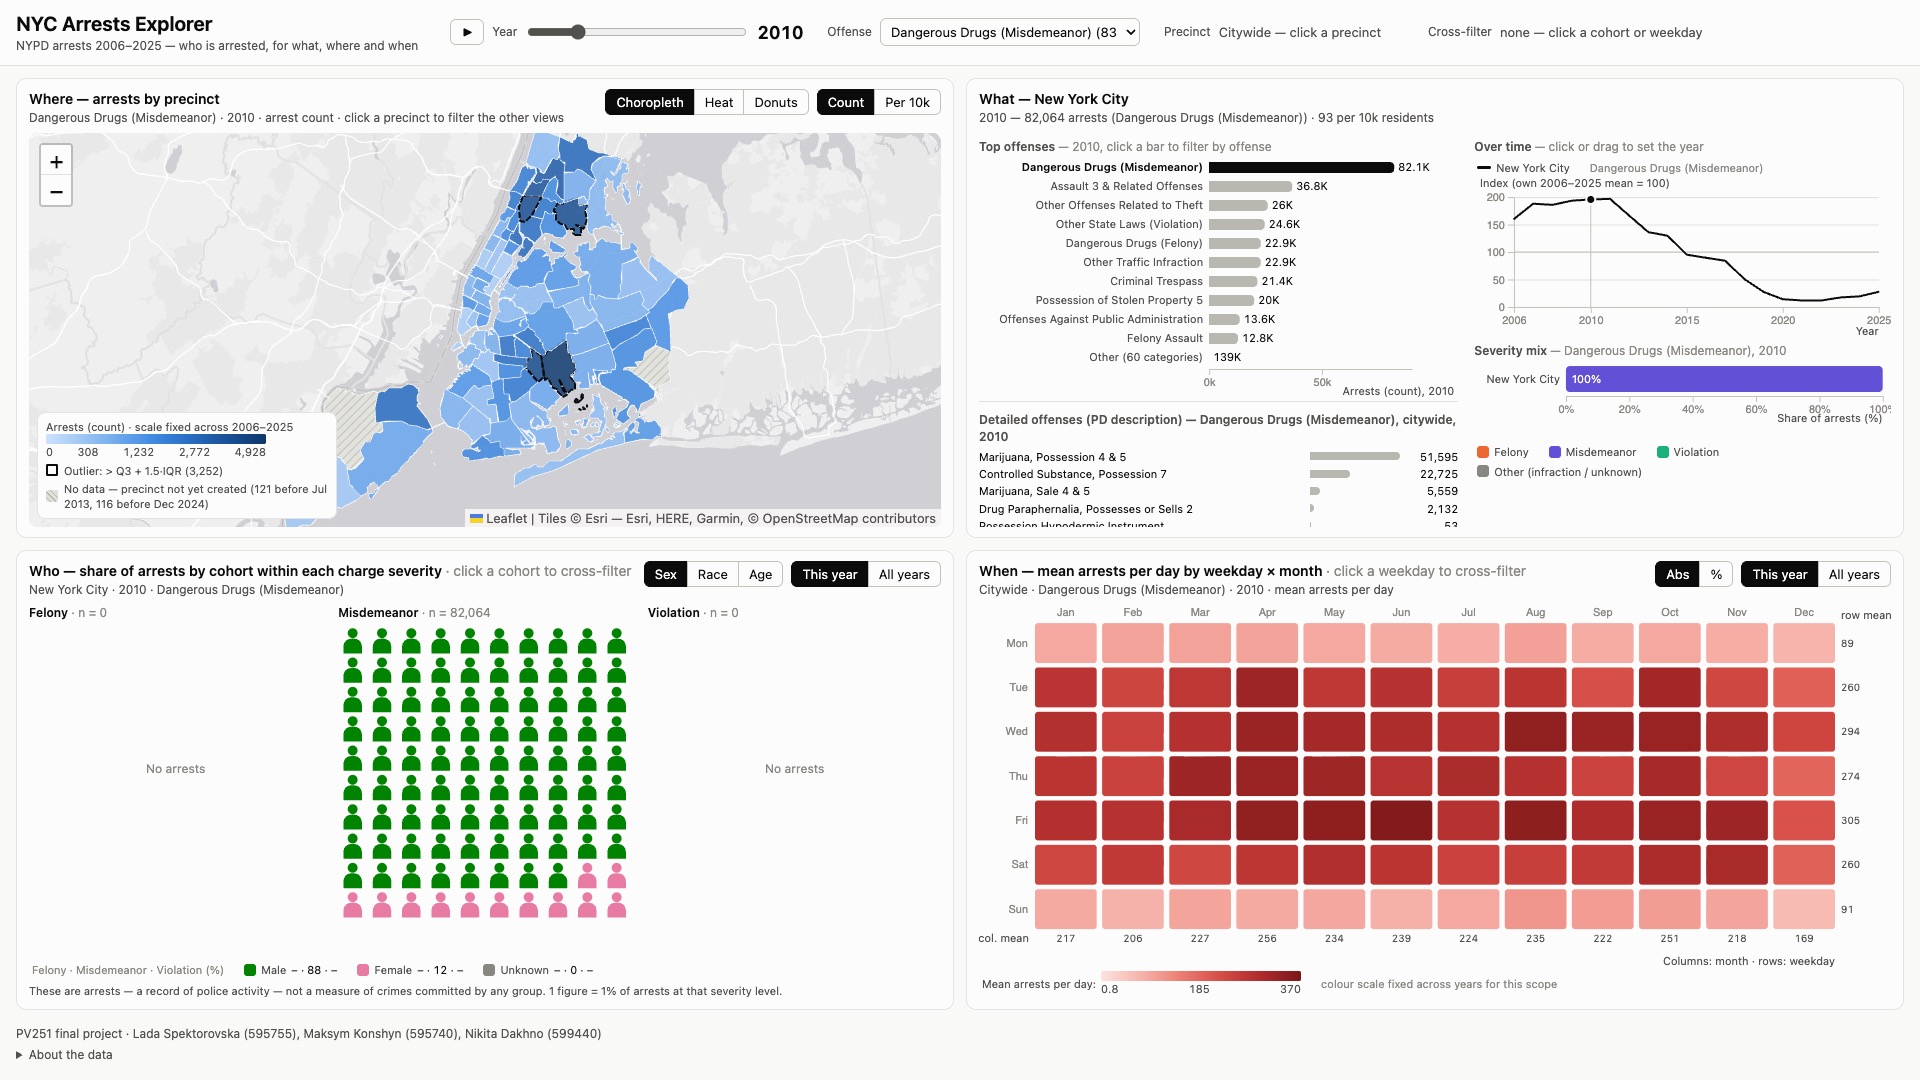 NYC Arrests Explorer
NYPD arrests 2006–2025 — who is arrested, for what, where and when
Year
2010
Offense
Dangerous Drugs (Misdemeanor) (83
Precinct Citywide — click a precinct
Cross-filter none — click a cohort or weekday
Where — arrests by precinct
Dangerous Drugs (Misdemeanor) · 2010 · arrest count · click a precinct to filter the other views
Choropleth Heat Donuts
Count Per 10k
+
−
Arrests (count) · scale fixed across 2006–2025
0 308 1,232 2,772 4,928
Outlier: > Q3 + 1.5·IQR (3,252)
No data — precinct not yet created (121 before Jul
2013, 116 before Dec 2024)
Leaflet | Tiles © Esri — Esri, HERE, Garmin, © OpenStreetMap contributors
What — New York City
2010 — 82,064 arrests (Dangerous Drugs (Misdemeanor)) · 93 per 10k residents
Top offenses — 2010, click a bar to filter by offense
Dangerous Drugs (Misdemeanor) 82.1K
Assault 3 & Related Offenses 36.8K
Other Offenses Related to Theft 26K
Other State Laws (Violation) 24.6K
Dangerous Drugs (Felony) 22.9K
Other Traffic Infraction 22.9K
Criminal Trespass 21.4K
Possession of Stolen Property 5 20K
Offenses Against Public Administration 13.6K
Felony Assault 12.8K
Other (60 categories) 139K
0k 50k
Arrests (count), 2010
Detailed offenses (PD description) — Dangerous Drugs (Misdemeanor), citywide,
2010
Marijuana, Possession 4 & 5 51,595
Controlled Substance, Possession 7 22,725
Marijuana, Sale 4 & 5 5,559
Drug Paraphernalia, Possesses or Sells 2 2,132
Possession Hypodermic Instrument 53
Over time — click or drag to set the year
New York City Dangerous Drugs (Misdemeanor)
Index (own 2006–2025 mean = 100)
200
150
100
50
0
2006 2010 2015 2020 2025
Year
Severity mix — Dangerous Drugs (Misdemeanor), 2010
New York City 100%
0% 20% 40% 60% 80% 100%
Share of arrests (%)
Felony Misdemeanor Violation
Other (infraction / unknown)
Who — share of arrests by cohort within each charge severity · click a cohort to cross-filter
New York City · 2010 · Dangerous Drugs (Misdemeanor)
Sex Race Age
This year All years
Felony · n = 0
Misdemeanor · n = 82,064
Violation · n = 0
No arrests
No arrests
Felony · Misdemeanor · Violation (%) Male – · 88 · – Female – · 12 · – Unknown – · 0 · –
These are arrests — a record of police activity — not a measure of crimes committed by any group. 1 figure = 1% of arrests at that severity level.
When — mean arrests per day by weekday × month · click a weekday to cross-filter
Citywide · Dangerous Drugs (Misdemeanor) · 2010 · mean arrests per day
Abs %
This year All years
Jan Feb Mar Apr May Jun Jul Aug Sep Oct Nov Dec row mean
Mon 89
Tue 260
Wed 294
Thu 274
Fri 305
Sat 260
Sun 91
col. mean 217 206 227 256 234 239 224 235 222 251 218 169
Columns: month · rows: weekday
Mean arrests per day:
0.8 185 370
colour scale fixed across years for this scope
PV251 final project · Lada Spektorovska (595755), Maksym Konshyn (595740), Nikita Dakhno (599440)
About the data